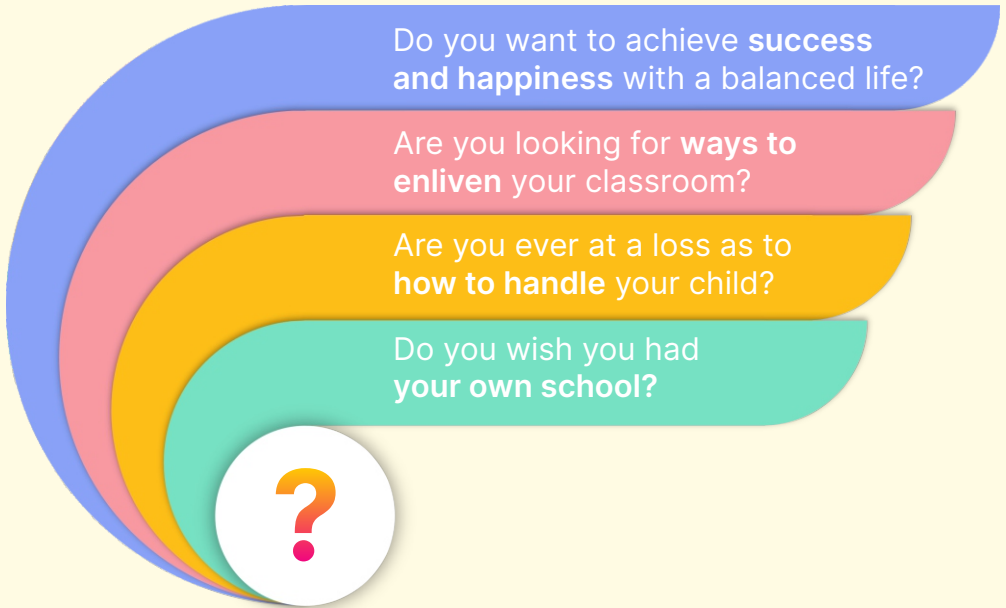 Do you want to achieve success
and happiness with a balanced life?
Are you looking for ways to
enliven your classroom?
Are you ever at a loss as to
how to handle your child?
Do you wish you had
your own school?
?